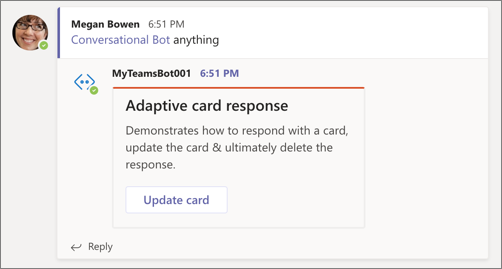 Megan Bowen 6:51 PM
Conversational Bot anything
MyTeamsBot001 6:51 PM
Adaptive card response
Demonstrates how to respond with a card,
update the card & ultimately delete the
response.
Update card
Reply